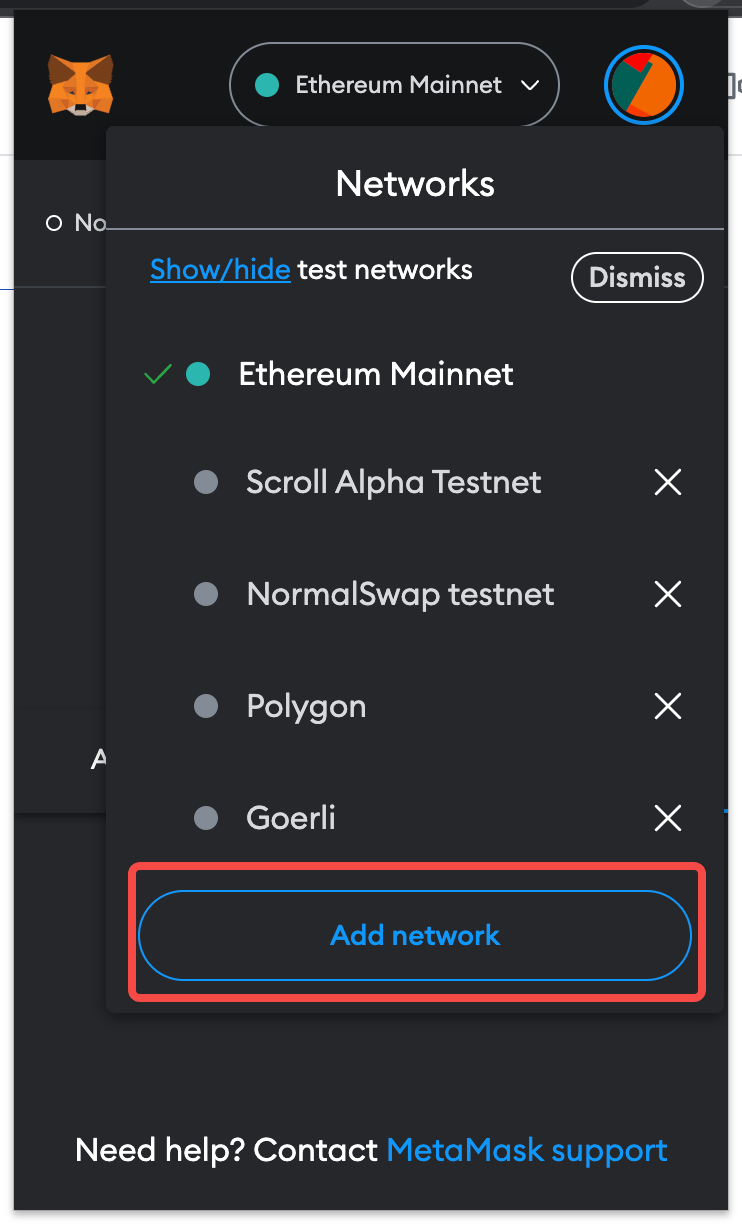 Ethereum Mainnet
Networks
No
Show/hide test networks
Dismiss
Ethereum Mainnet
Scroll Alpha Testnet
NormalSwap testnet
Polygon
A
Goerli
Add network
Need help? Contact MetaMask support